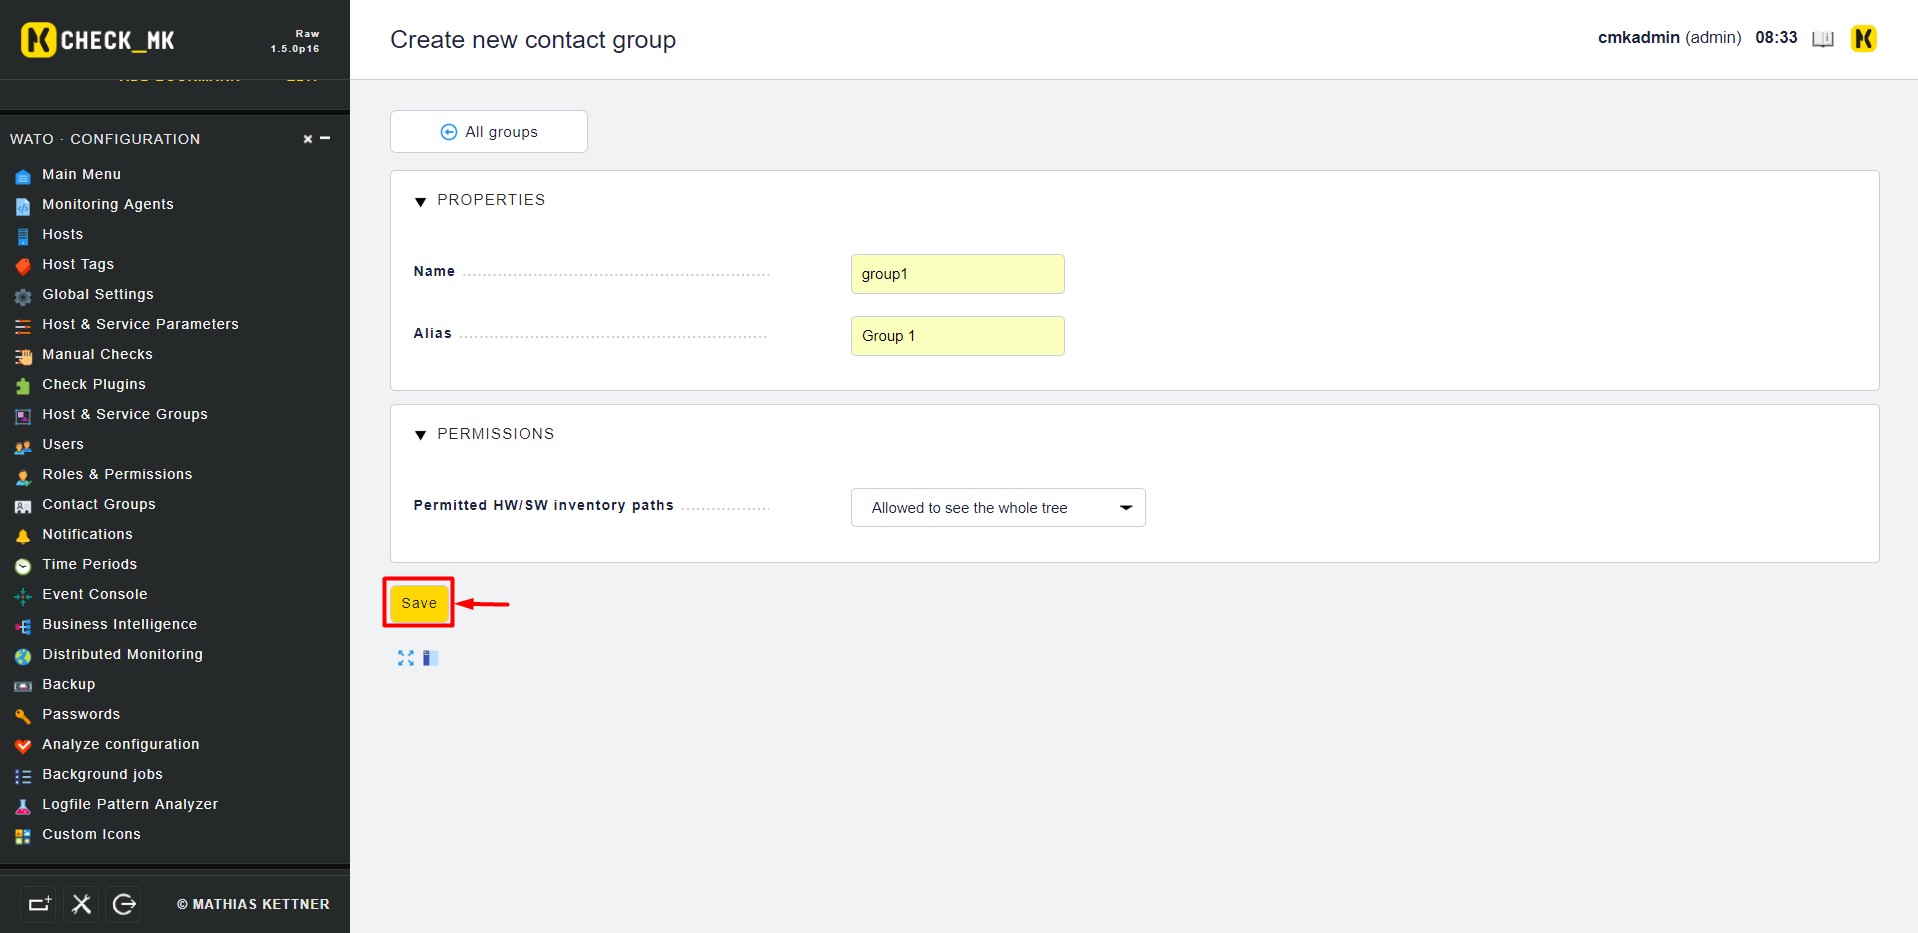 CHECK_MK
Raw
1.5.0p16
Create new contact group
cmkadmin (admin) 08:33
WATO · CONFIGURATION
Main Menu
Monitoring Agents
Hosts
Host Tags
Global Settings
Host & Service Parameters
Manual Checks
Check Plugins
Host & Service Groups
Users
Roles & Permissions
Contact Groups
Notifications
Time Periods
Event Console
Business Intelligence
Distributed Monitoring
Backup
Passwords
Analyze configuration
Background jobs
Logfile Pattern Analyzer
Custom Icons
© MATHIAS KETTNER
All groups
PROPERTIES
Name group1
Alias Group 1
PERMISSIONS
Permitted HW/SW inventory paths Allowed to see the whole tree
Save